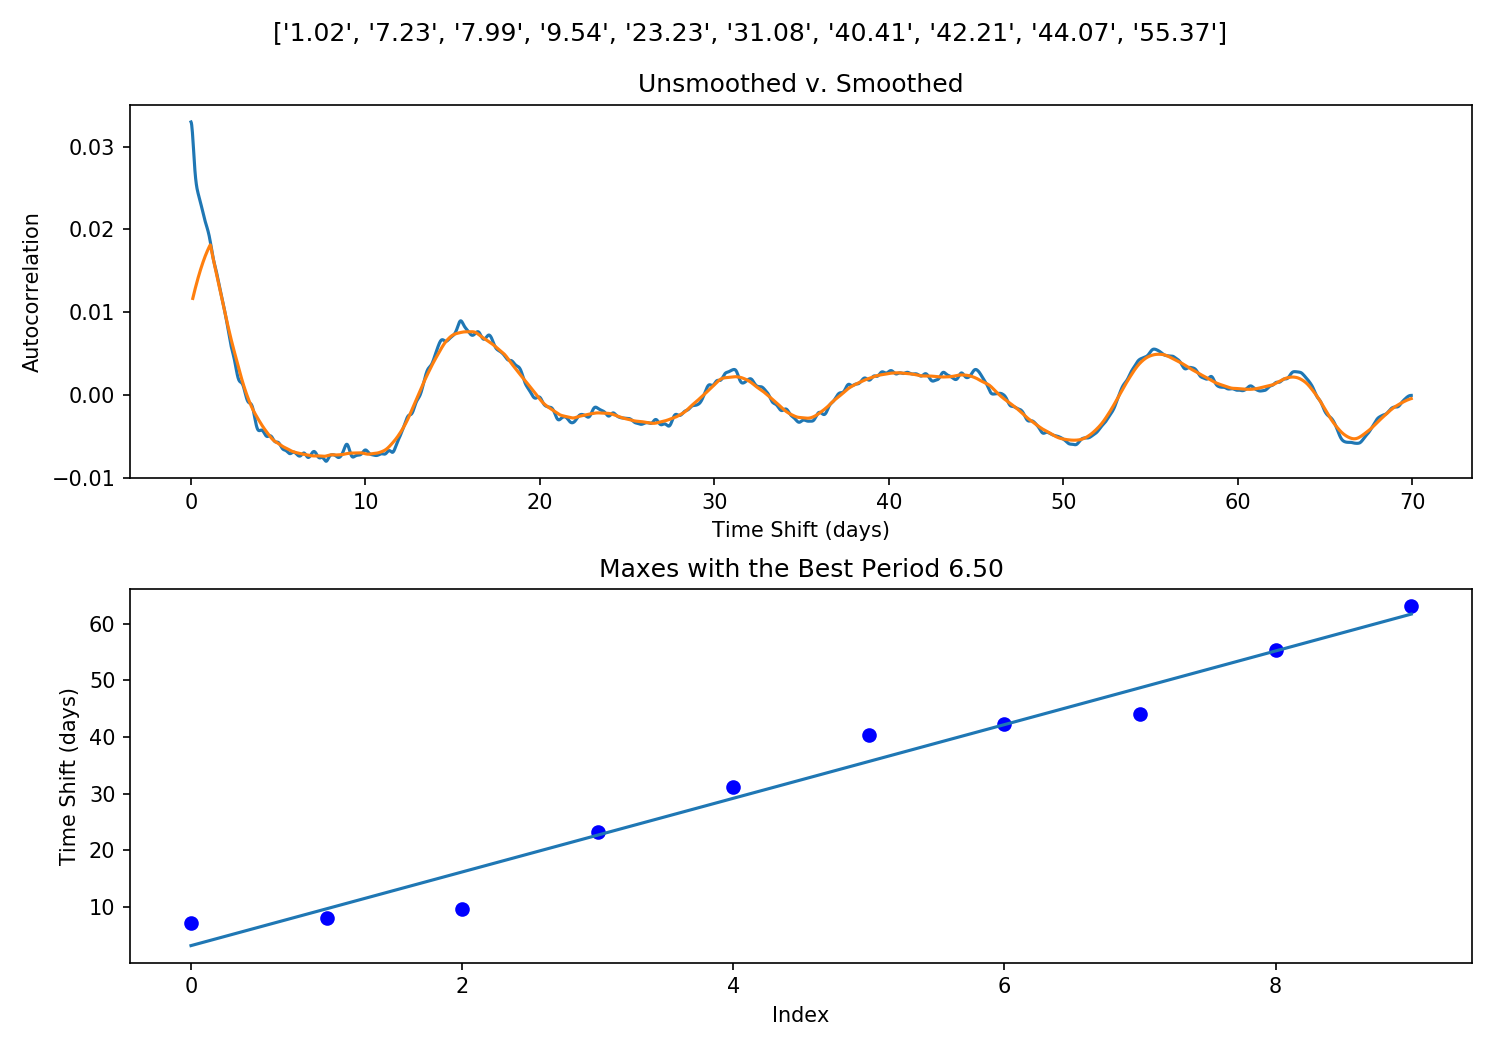 ['1.02', '7.23', '7.99', '9.54', '23.23', '31.08', '40.41', '42.21', '44.07', '55.37']
Unsmoothed v. Smoothed
Autocorrelation
0.03
0.02
0.01
0.00
−0.01
0 10 20 30 40 50 60 70
Time Shift (days)
Maxes with the Best Period 6.50
Time Shift (days)
60
50
40
30
20
10
0 2 4 6 8
Index